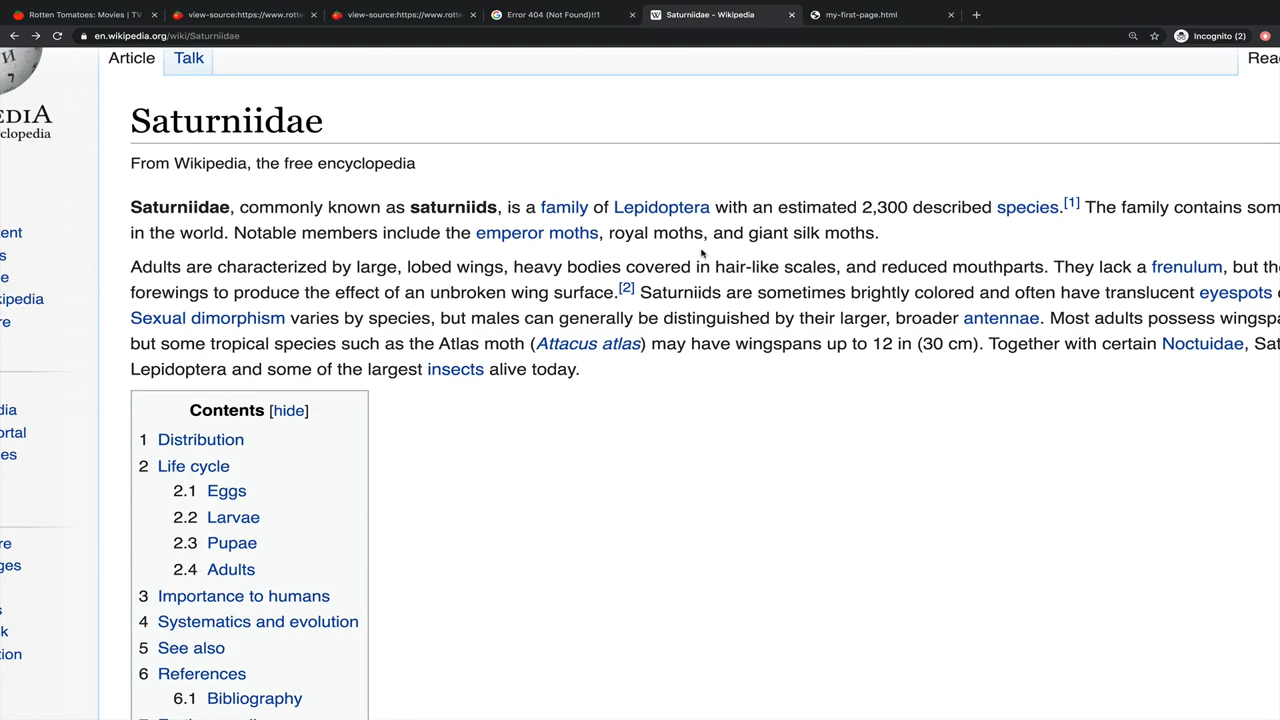 Rotten Tomatoes: Movies | TV
view-source:https://www.rott
view-source:https://www.rott
Error 404 (Not Found)!!1
Saturniidae - Wikipedia
my-first-page.html
en.wikipedia.org/wiki/Saturniidae
Incognito (2)
Article
Talk
Rea
EDIA
clopedia
Saturniidae
From Wikipedia, the free encyclopedia
Saturniidae, commonly known as saturniids, is a family of Lepidoptera with an estimated 2,300 described species.[1] The family contains som
in the world. Notable members include the emperor moths, royal moths, and giant silk moths.
Adults are characterized by large, lobed wings, heavy bodies covered in hair-like scales, and reduced mouthparts. They lack a frenulum, but the
forewings to produce the effect of an unbroken wing surface.[2] Saturniids are sometimes brightly colored and often have translucent eyespots
Sexual dimorphism varies by species, but males can generally be distinguished by their larger, broader antennae. Most adults possess wingspa
but some tropical species such as the Atlas moth (Attacus atlas) may have wingspans up to 12 in (30 cm). Together with certain Noctuidae, Sat
Lepidoptera and some of the largest insects alive today.
Contents [hide]
1 Distribution
2 Life cycle
2.1 Eggs
2.2 Larvae
2.3 Pupae
2.4 Adults
3 Importance to humans
4 Systematics and evolution
5 See also
6 References
6.1 Bibliography
ent
s
e
kipedia
re
dia
ortal
es
re
ges
s
k
tion